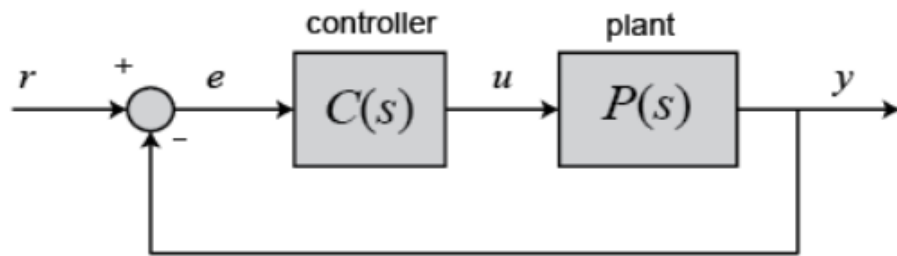 controller plant
r + e C(s) u P(s) y
-